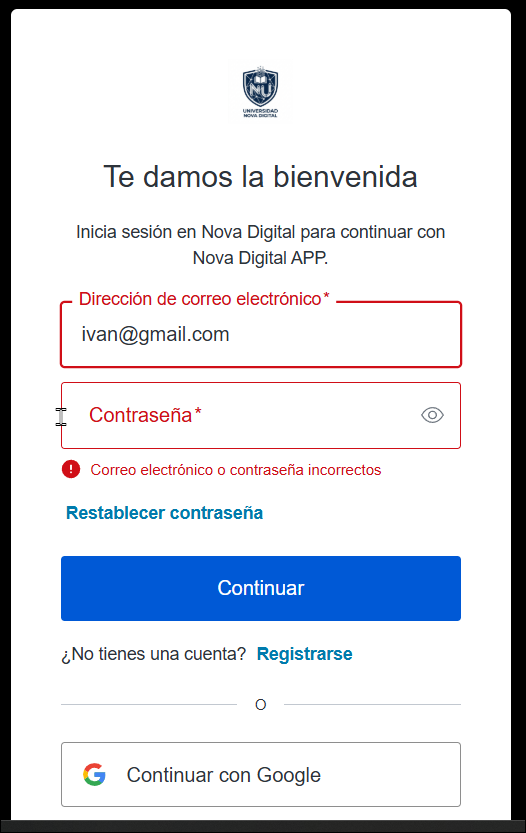 NU
UNIVERSIDAD
NOVA DIGITAL
Te damos la bienvenida
Inicia sesión en Nova Digital para continuar con
Nova Digital APP.
Dirección de correo electrónico*
ivan@gmail.com
Contraseña*
Correo electrónico o contraseña incorrectos
Restablecer contraseña
Continuar
¿No tienes una cuenta? Registrarse
O
Continuar con Google